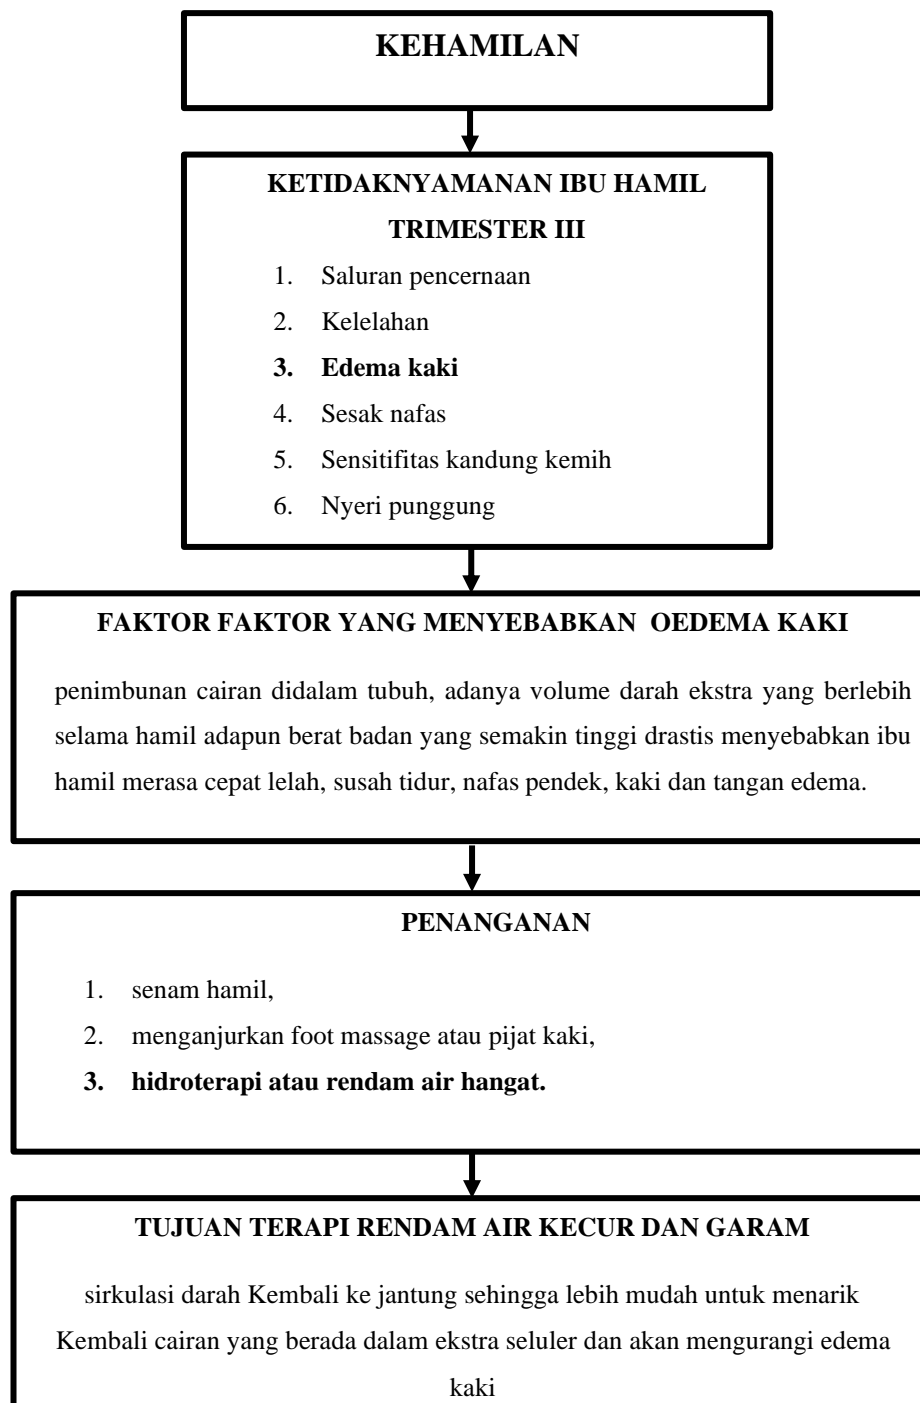 KEHAMILAN
KETIDAKNYAMANAN IBU HAMIL
TRIMESTER III
1. Saluran pencernaan
2. Kelelahan
3. Edema kaki
4. Sesak nafas
5. Sensitifitas kandung kemih
6. Nyeri punggung
FAKTOR FAKTOR YANG MENYEBABKAN OEDEMA KAKI
penimbunan cairan didalam tubuh, adanya volume darah ekstra yang berlebih
selama hamil adapun berat badan yang semakin tinggi drastis menyebabkan ibu
hamil merasa cepat lelah, susah tidur, nafas pendek, kaki dan tangan edema.
PENANGANAN
1. senam hamil,
2. menganjurkan foot massage atau pijat kaki,
3. hidroterapi atau rendam air hangat.
TUJUAN TERAPI RENDAM AIR KECUR DAN GARAM
sirkulasi darah Kembali ke jantung sehingga lebih mudah untuk menarik
Kembali cairan yang berada dalam ekstra seluler dan akan mengurangi edema
kaki